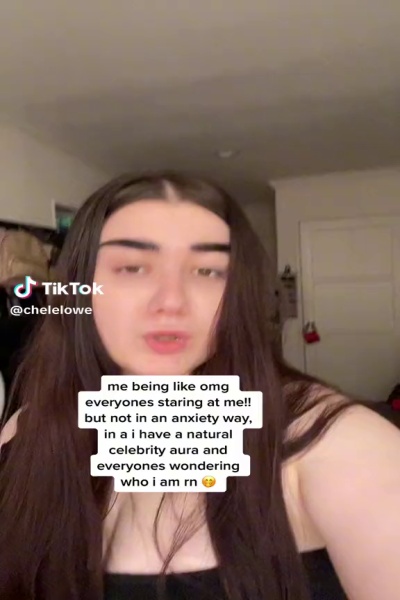 TikTok
@chelelowe
me being like omg
everyones staring at me!!
but not in an anxiety way,
in a i have a natural
celebrity aura and
everyones wondering
who i am rn 🤭